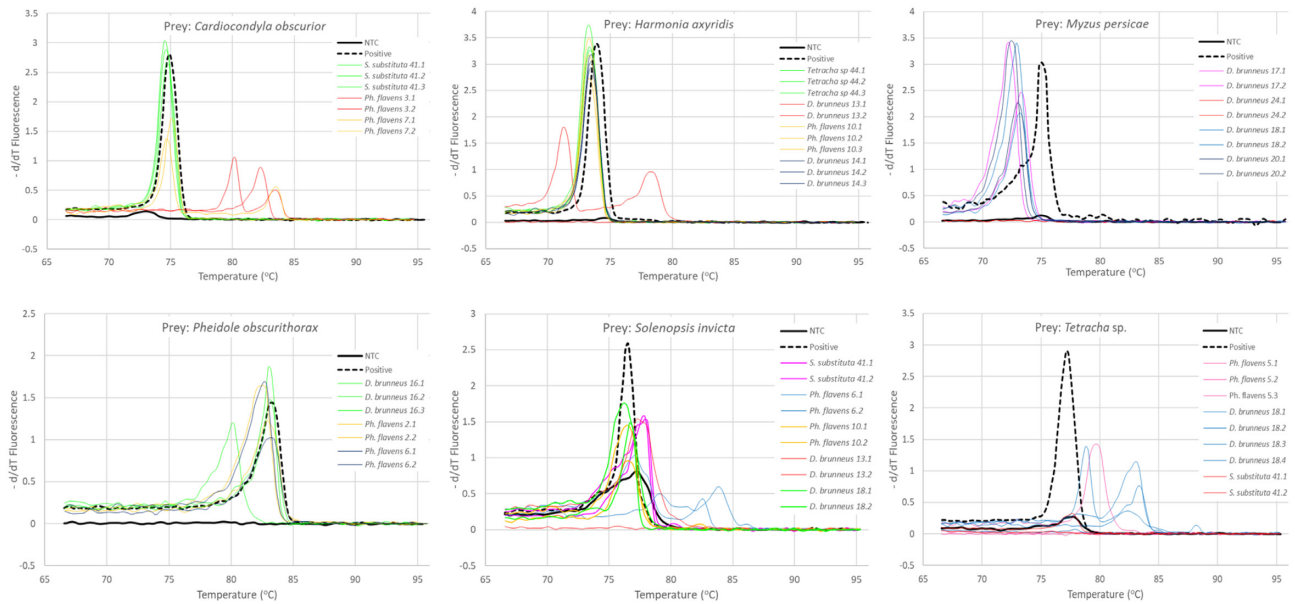 Prey: Cardiocondyla obscurior
3.5
3
2.5
2
1.5
1
0.5
0
-0.5
- d/dT Fluorescence
65
70
75
80
85
90
95
Temperature (°C)
NTC
Positive
S. substituta 41.1
S. substituta 41.2
S. substituta 41.3
Ph. flavens 3.1
Ph. flavens 3.2
Ph. flavens 7.1
Ph. flavens 7.2
Prey: Harmonia axyridis
4
3.5
3
2.5
2
1.5
1
0.5
0
-0.5
- d/dT Fluorescence
65
70
75
80
85
90
95
Temperature (°C)
NTC
Positive
Tetracha sp 44.1
Tetracha sp 44.2
Tetracha sp 44.3
D. brunneus 13.1
D. brunneus 13.2
Ph. flavens 10.1
Ph. flavens 10.2
Ph. flavens 10.3
D. brunneus 14.1
D. brunneus 14.2
D. brunneus 14.3
Prey: Myzus persicae
4
3.5
3
2.5
2
1.5
1
0.5
0
-0.5
- d/dT Fluorescence
65
70
75
80
85
90
95
Temperature (°C)
NTC
Positive
D. brunneus 17.1
D. brunneus 17.2
D. brunneus 24.1
D. brunneus 24.2
D. brunneus 18.1
D. brunneus 18.2
D. brunneus 20.1
D. brunneus 20.2
Prey: Pheidole obscurithorax
2.5
2
1.5
1
0.5
0
-0.5
- d/dT Fluorescence
65
70
75
80
85
90
95
Temperature (°C)
NTC
Positive
D. brunneus 16.1
D. brunneus 16.2
D. brunneus 16.3
Ph. flavens 2.1
Ph. flavens 2.2
Ph. flavens 6.1
Ph. flavens 6.2
Prey: Solenopsis invicta
3
2.5
2
1.5
1
0.5
0
-0.5
- d/dT Fluorescence
65
70
75
80
85
90
95
Temperature (°C)
NTC
Positive
S. substituta 41.1
S. substituta 41.2
Ph. flavens 6.1
Ph. flavens 6.2
Ph. flavens 10.1
Ph. flavens 10.2
D. brunneus 13.1
D. brunneus 13.2
D. brunneus 18.1
D. brunneus 18.2
Prey: Tetracha sp.
3.5
3
2.5
2
1.5
1
0.5
0
-0.5
- d/dT Fluorescence
65
70
75
80
85
90
95
Temperature (°C)
NTC
Positive
Ph. flavens 5.1
Ph. flavens 5.2
Ph. flavens 5.3
D. brunneus 18.1
D. brunneus 18.2
D. brunneus 18.3
D. brunneus 18.4
S. substituta 41.1
S. substituta 41.2